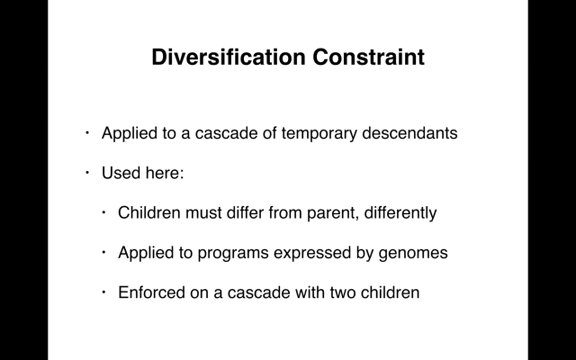 Diversification Constraint
· Applied to a cascade of temporary descendants
· Used here:
· Children must differ from parent, differently
· Applied to programs expressed by genomes
· Enforced on a cascade with two children